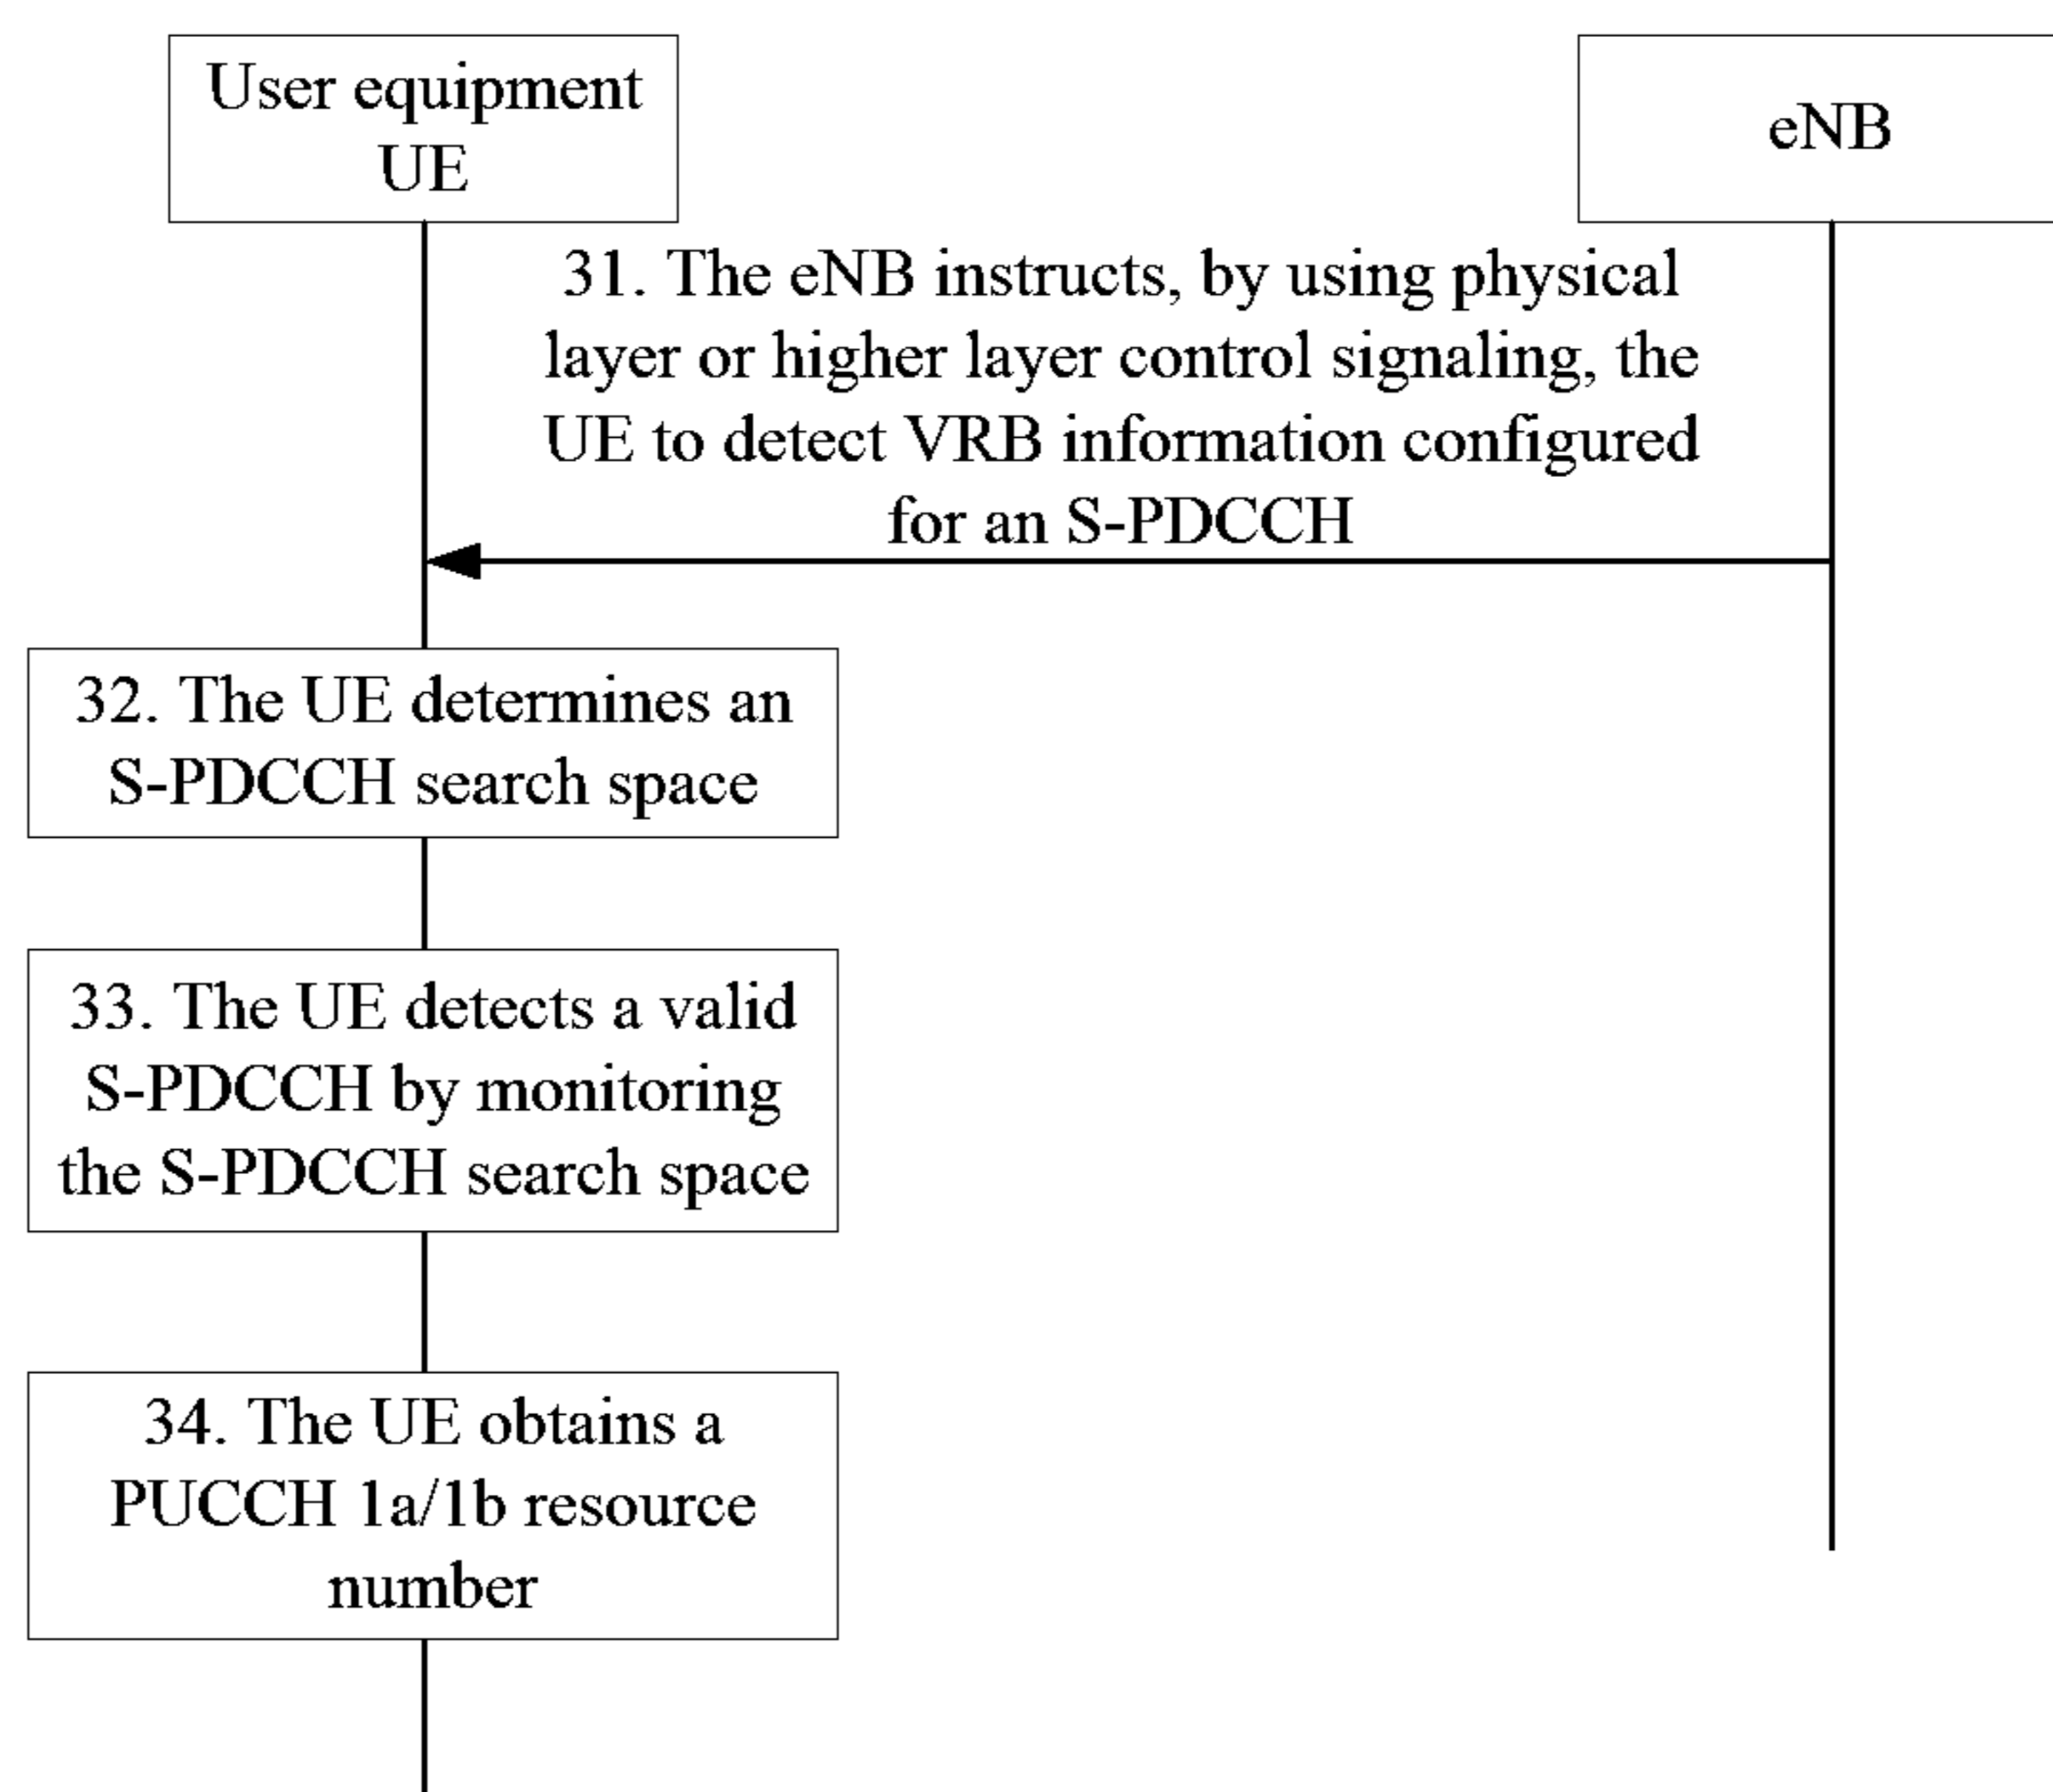 User equipment
UE
eNB
31. The eNB instructs, by using physical
layer or higher layer control signaling, the
UE to detect VRB information configured
for an S-PDCCH
32. The UE determines an
S-PDCCH search space
33. The UE detects a valid
S-PDCCH by monitoring
the S-PDCCH search space
34. The UE obtains a
PUCCH 1a/1b resource
number